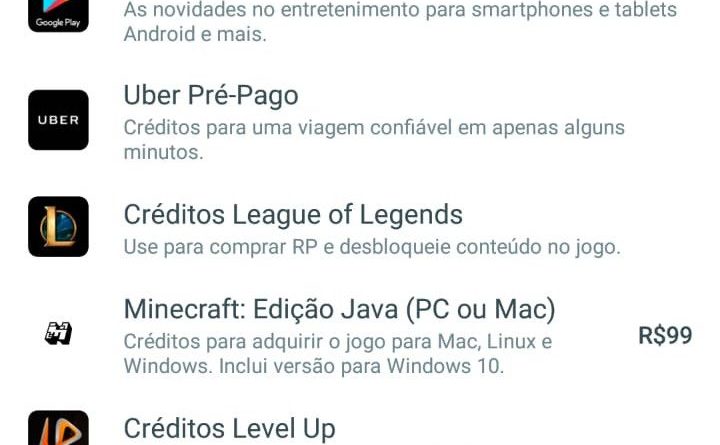 Google Play
As novidades no entretenimento para smartphones e tablets
Android e mais.
Uber Pré-Pago
UBER
Créditos para uma viagem confiável em apenas alguns
minutos.
Créditos League of Legends
Use para comprar RP e desbloqueie conteúdo no jogo.
Minecraft: Edição Java (PC ou Mac)
Créditos para adquirir o jogo para Mac, Linux e
Windows. Inclui versão para Windows 10.
R$99
Créditos Level Up